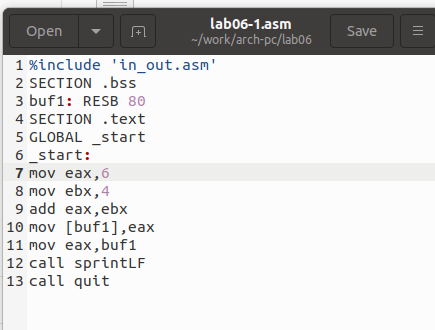 Open
lab06-1.asm
~/work/arch-pc/lab06
Save
1 %include 'in_out.asm'
2 SECTION .bss
3 buf1: RESB 80
4 SECTION .text
5 GLOBAL _start
6 _start:
7 mov eax,6
8 mov ebx,4
9 add eax,ebx
10 mov [buf1],eax
11 mov eax,buf1
12 call sprintLF
13 call quit